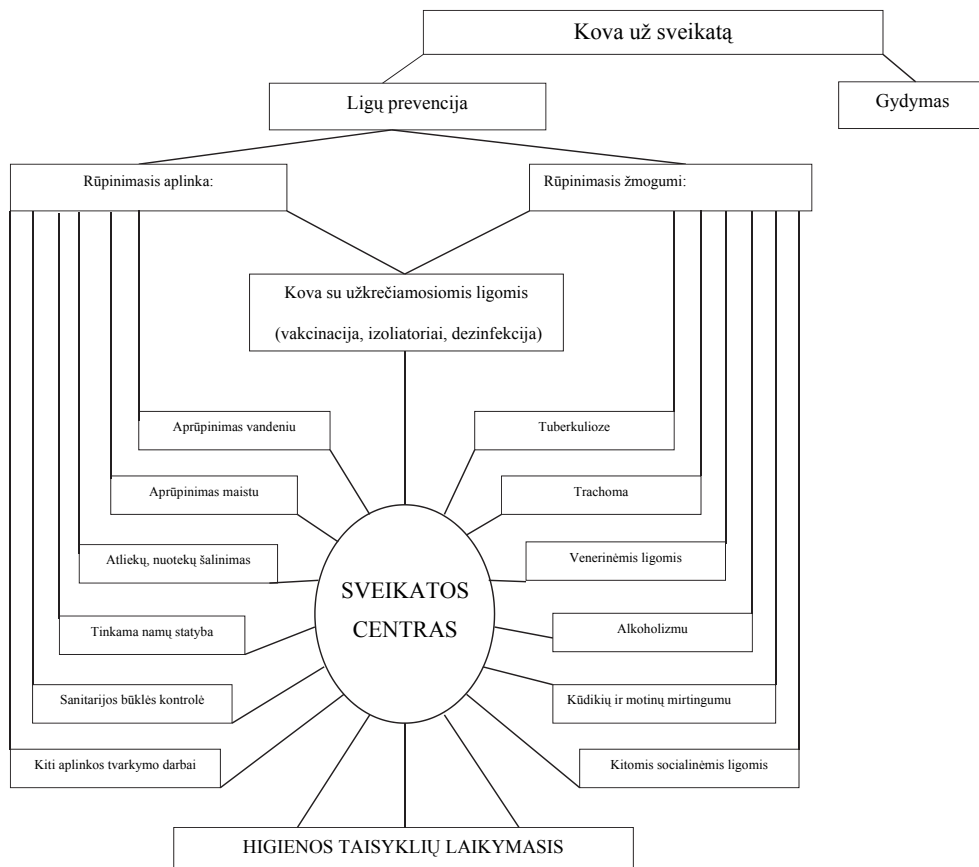 Kova už sveikatą
Ligų prevencija
Gydymas
Rūpinimasis aplinka:
Rūpinimasis žmogumi:
Kova su užkrečiamosiomis ligomis
(vakcinacija, izoliatoriai, dezinfekcija)
Aprūpinimas vandeniu
Tuberkulioze
Aprūpinimas maistu
Trachoma
Atliekų, nuotekų šalinimas
Venerinėmis ligomis
SVEIKATOS
CENTRAS
Tinkama namų statyba
Alkoholizmu
Sanitarijos būklės kontrolė
Kūdikių ir motinų mirtingumu
Kiti aplinkos tvarkymo darbai
Kitomis socialinėmis ligomis
HIGIENOS TAISYKLIŲ LAIKYMASIS